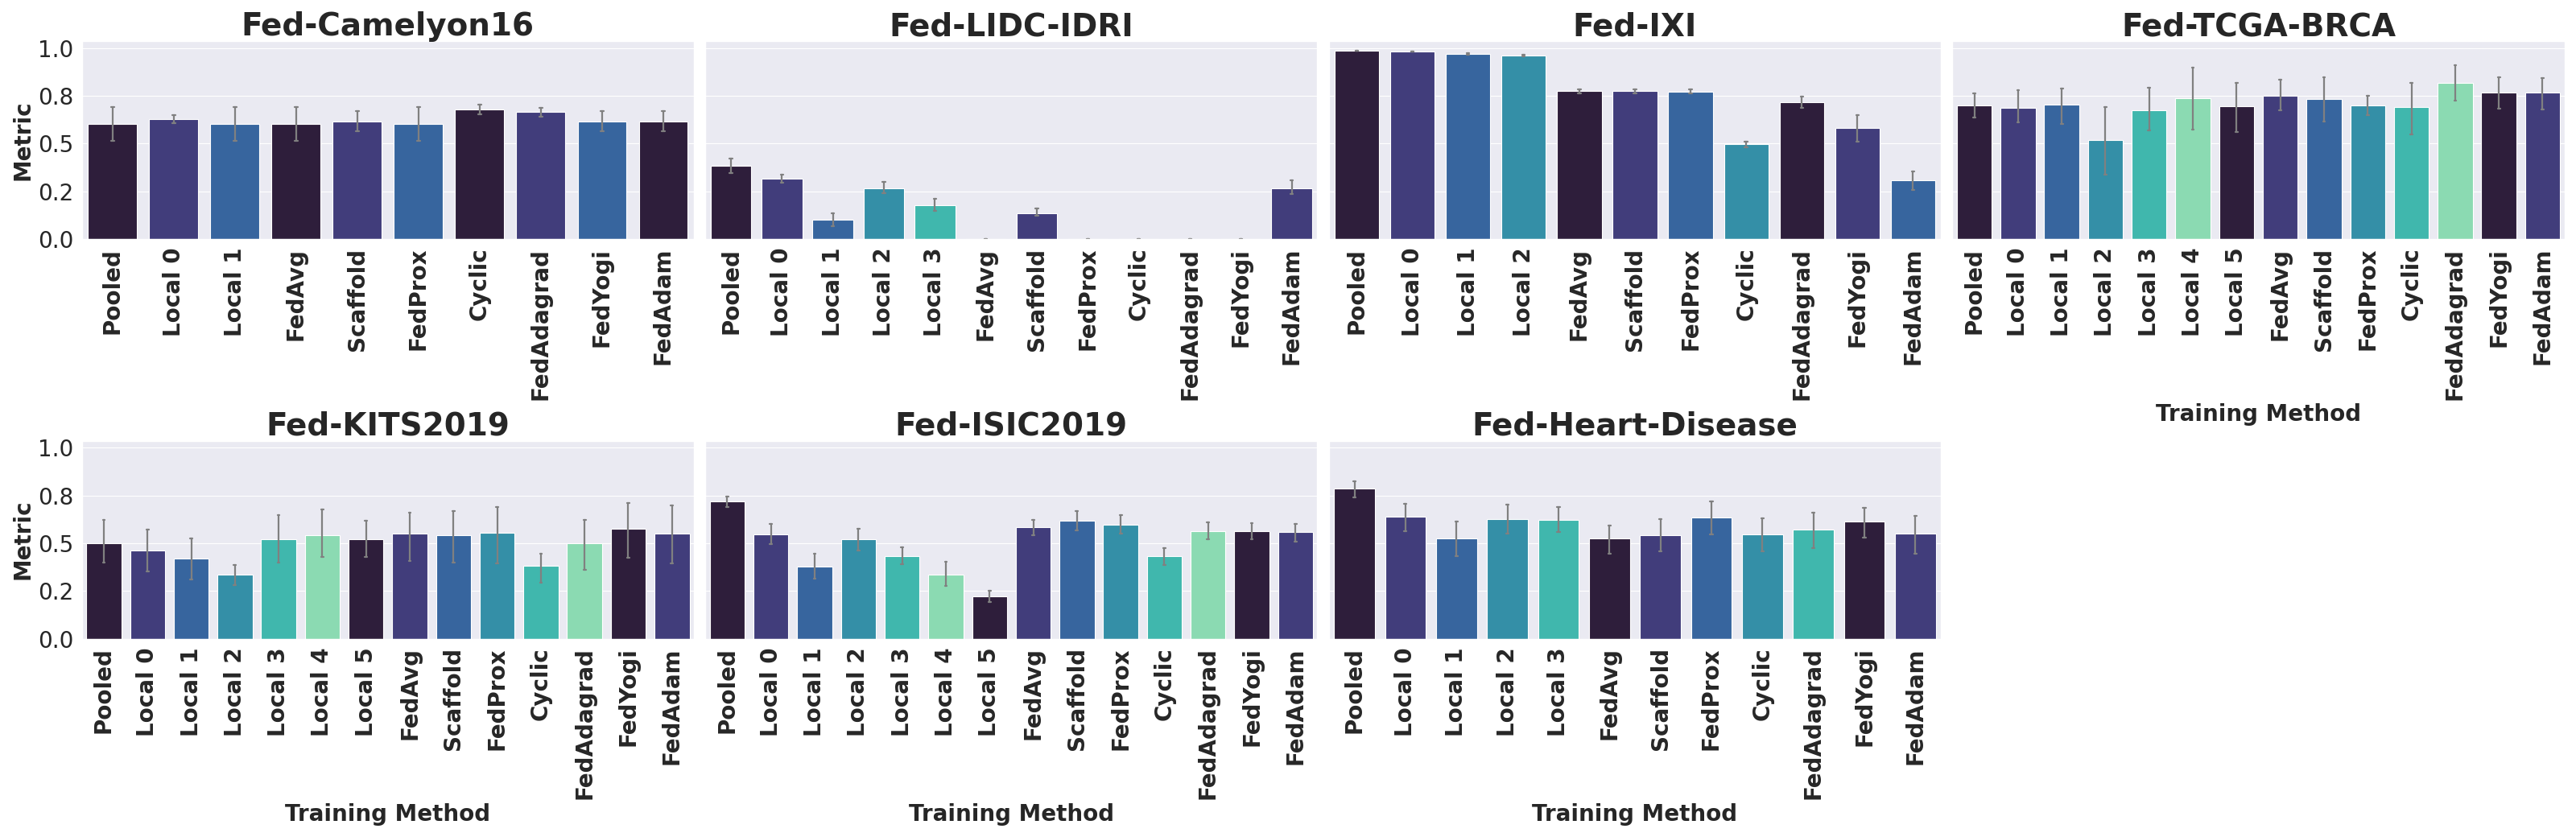 Fed-Camelyon16
Fed-LIDC-IDRI
Fed-IXI
Fed-TCGA-BRCA
Metric
1.0
0.8
0.5
0.2
0.0
Pooled
Local 0
Local 1
FedAvg
Scaffold
FedProx
Cyclic
FedAdagrad
FedYogi
FedAdam
Pooled
Local 0
Local 1
Local 2
Local 3
FedAvg
Scaffold
FedProx
Cyclic
FedAdagrad
FedYogi
FedAdam
Pooled
Local 0
Local 1
Local 2
FedAvg
Scaffold
FedProx
Cyclic
FedAdagrad
FedYogi
FedAdam
Pooled
Local 0
Local 1
Local 2
Local 3
Local 4
Local 5
FedAvg
Scaffold
FedProx
Cyclic
FedAdagrad
FedYogi
FedAdam
Training Method
Fed-KITS2019
Fed-ISIC2019
Fed-Heart-Disease
Metric
1.0
0.8
0.5
0.2
0.0
Pooled
Local 0
Local 1
Local 2
Local 3
Local 4
Local 5
FedAvg
Scaffold
FedProx
Cyclic
FedAdagrad
FedYogi
FedAdam
Training Method
Pooled
Local 0
Local 1
Local 2
Local 3
Local 4
Local 5
FedAvg
Scaffold
FedProx
Cyclic
FedAdagrad
FedYogi
FedAdam
Training Method
Pooled
Local 0
Local 1
Local 2
Local 3
FedAvg
Scaffold
FedProx
Cyclic
FedAdagrad
FedYogi
FedAdam
Training Method